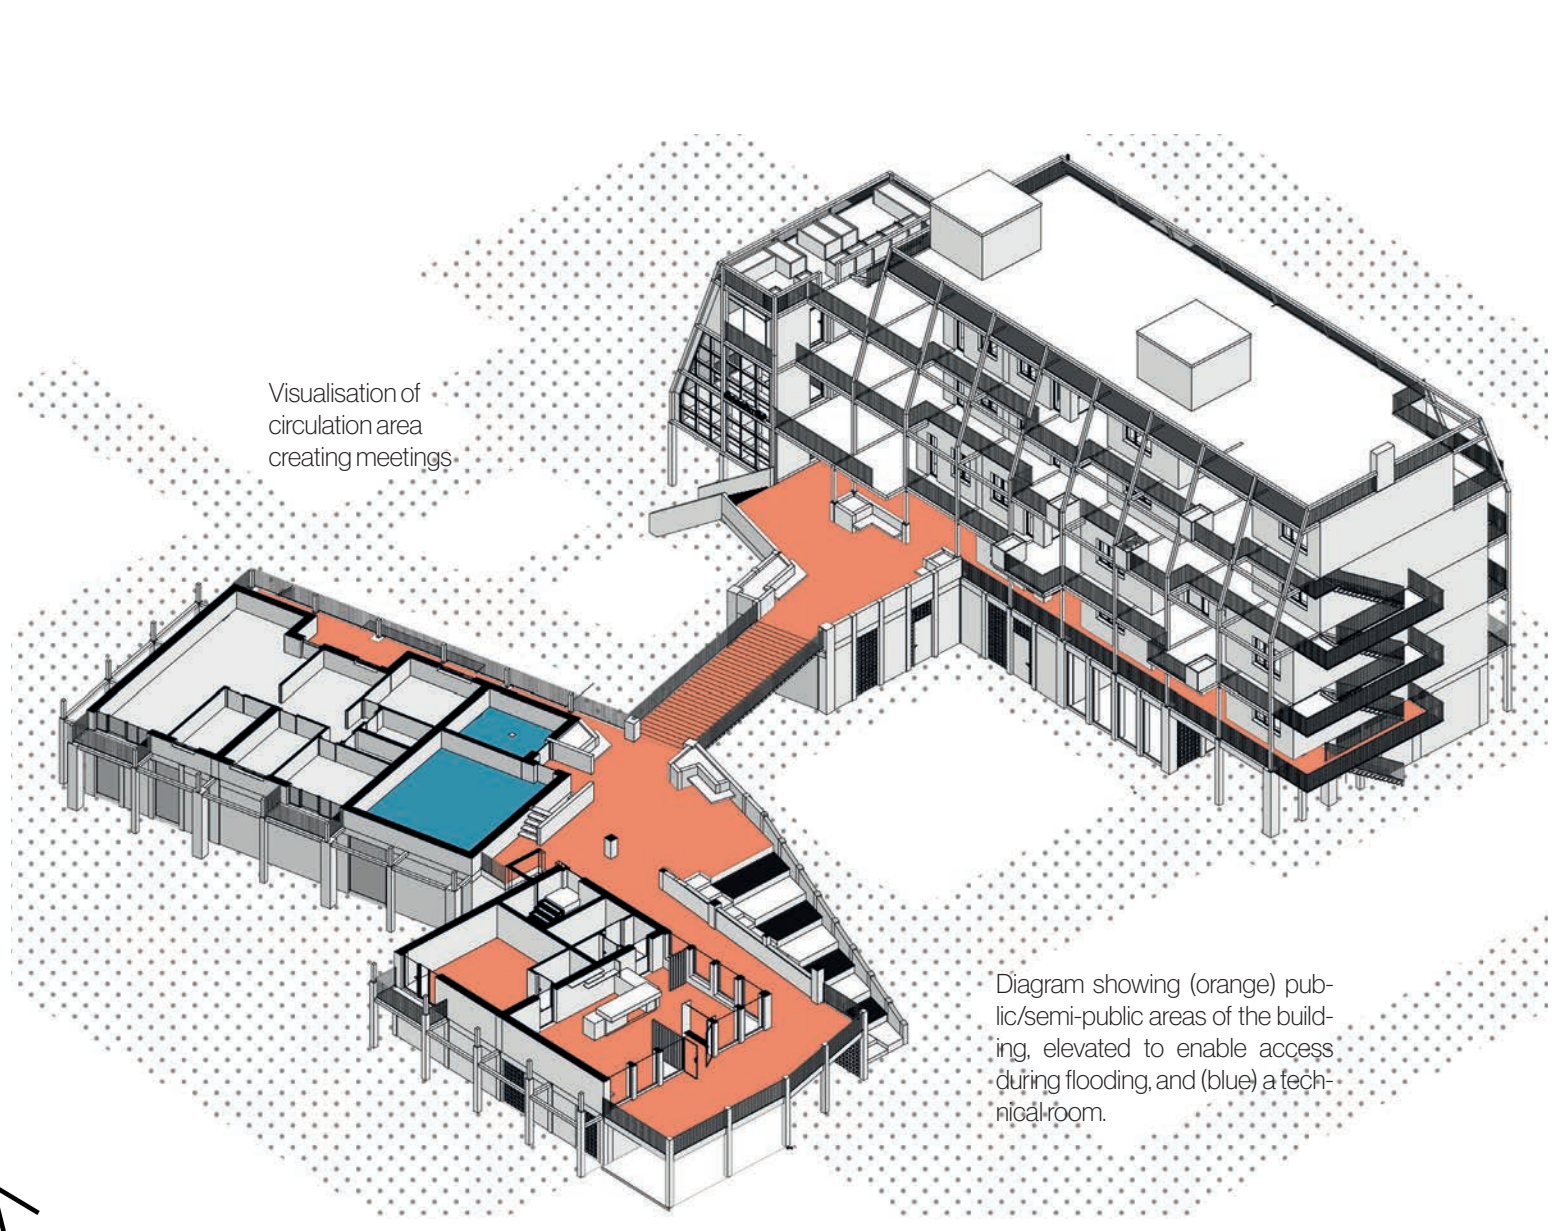 Visualisation of
circulation area
creating meetings
Diagram showing (orange) pub-
lic/semi-public areas of the build-
ing, elevated to enable access
during flooding, and (blue) a tech-
nical room.